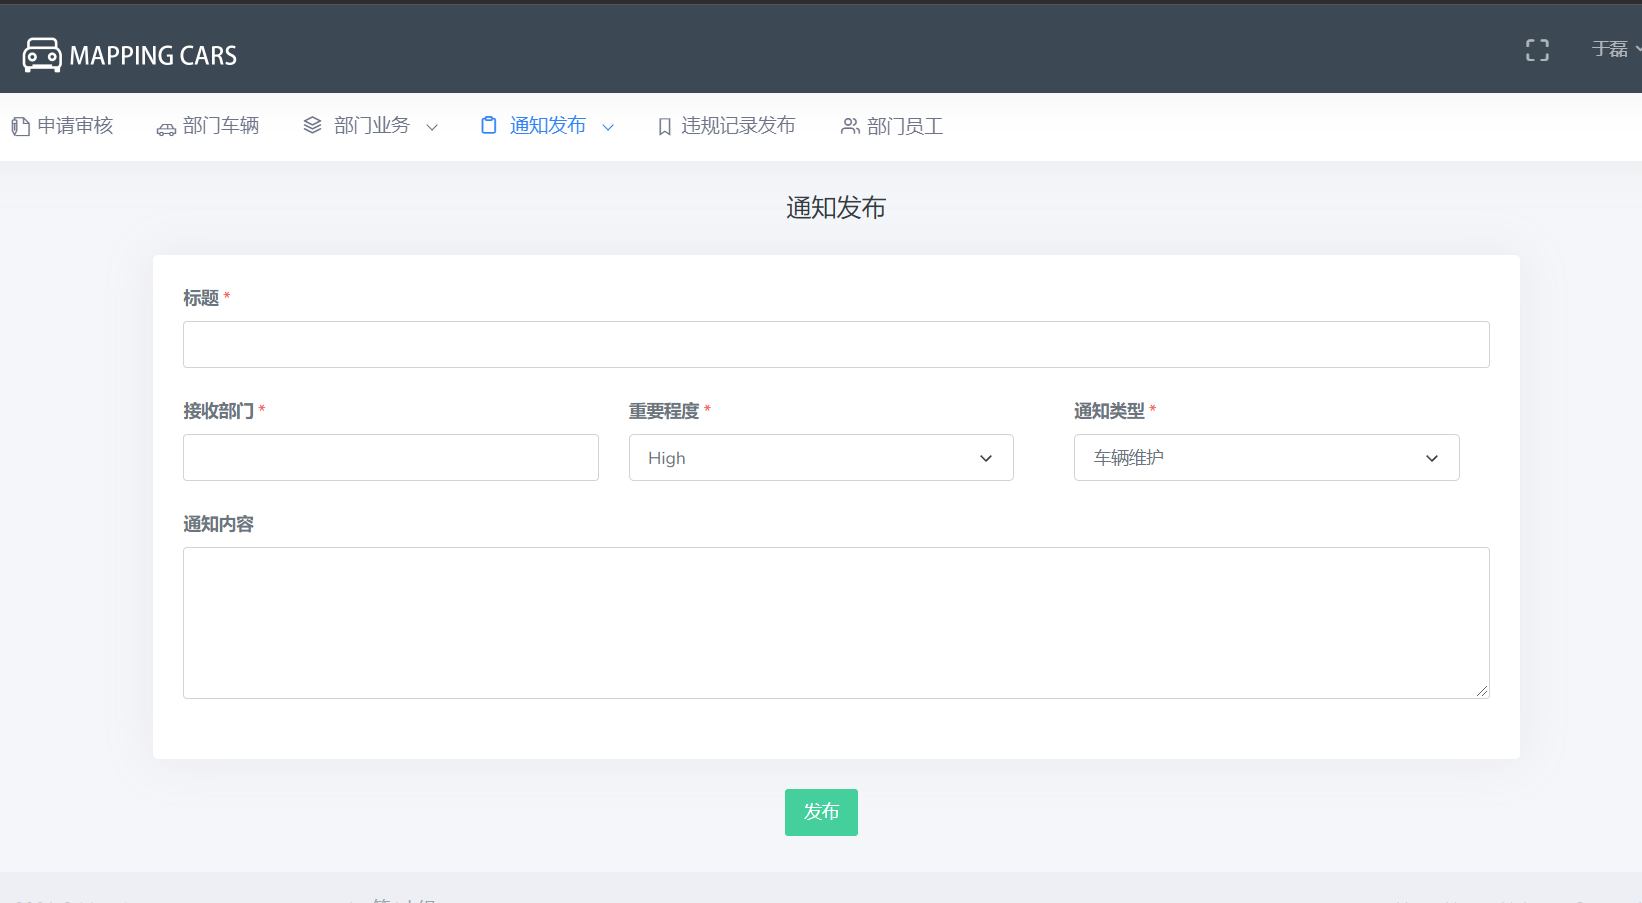 MAPPING CARS
于磊
申请审核 部门车辆 部门业务 通知发布 违规记录发布 部门员工
通知发布
标题 *
接收部门 * 重要程度 * 通知类型 *
High 车辆维护
通知内容
发布